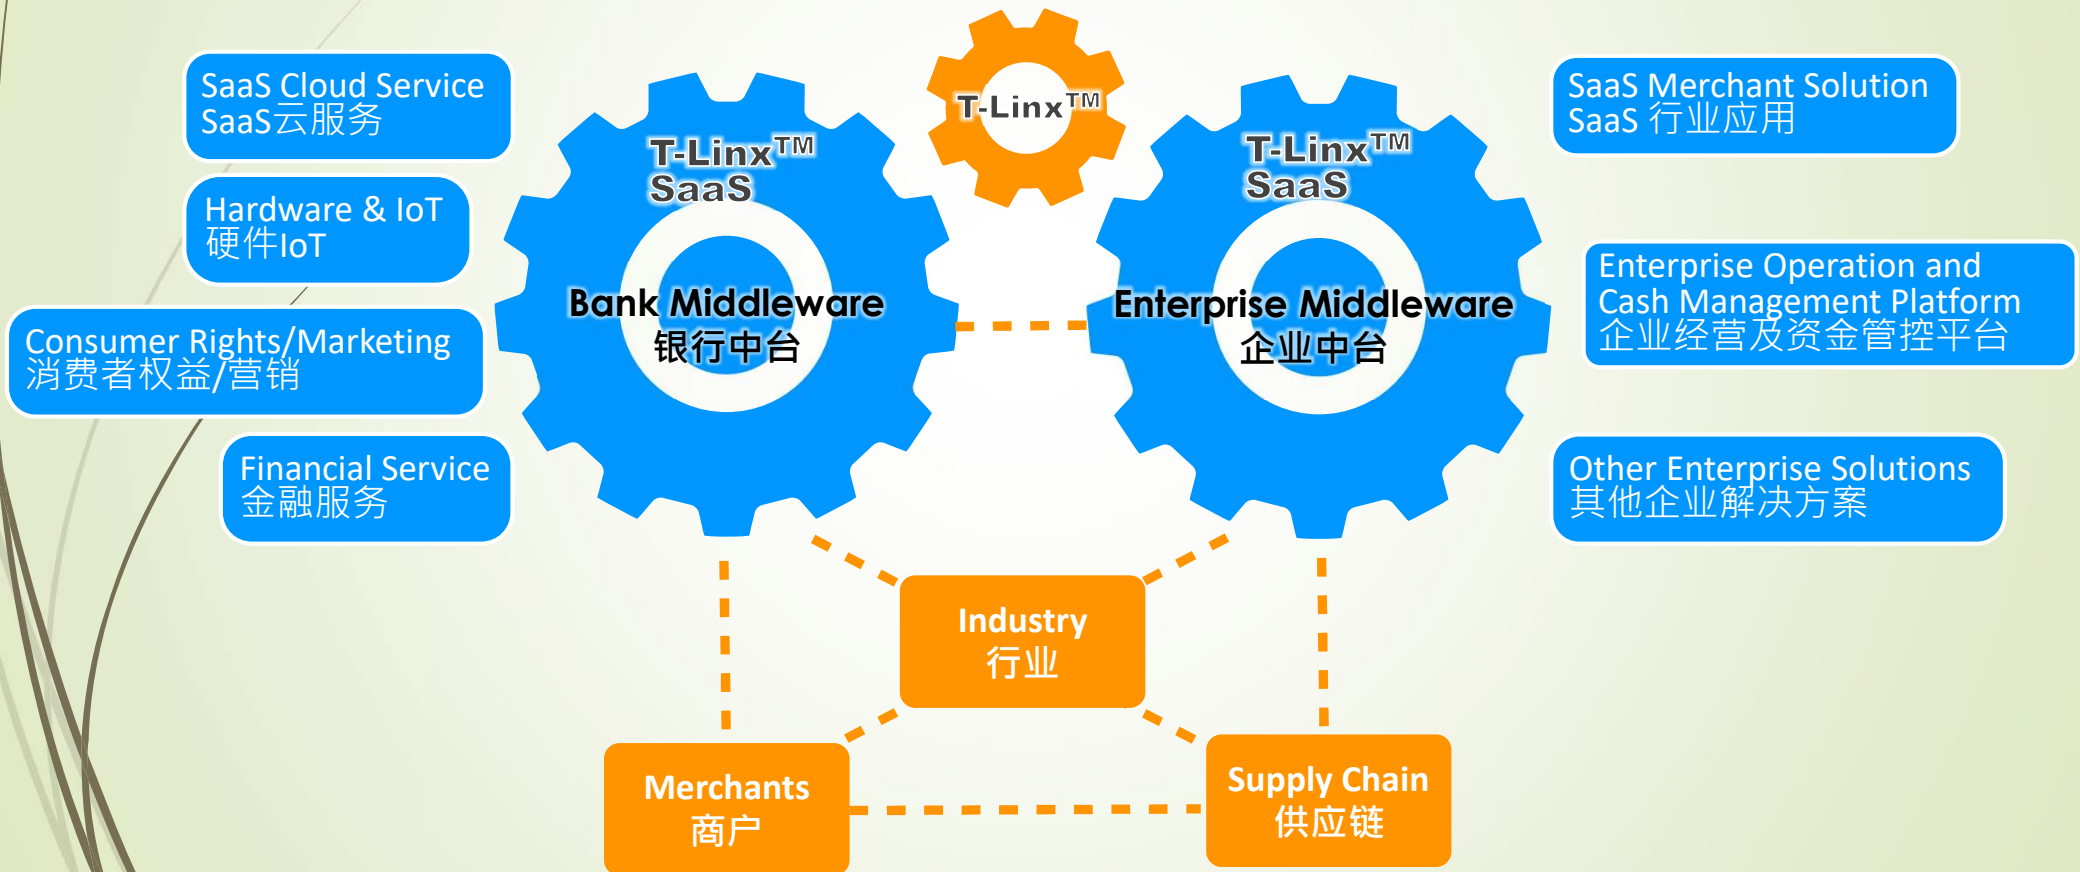 SaaS Cloud Service
SaaS云服务
Hardware & IoT
硬件IoT
Consumer Rights/Marketing
消费者权益/营销
Financial Service
金融服务
T-Linx™
SaaS
Bank Middleware
银行中台
T-Linx™
T-Linx™
SaaS
Enterprise Middleware
企业中台
SaaS Merchant Solution
SaaS 行业应用
Enterprise Operation and
Cash Management Platform
企业经营及资金管控平台
Other Enterprise Solutions
其他企业解决方案
Industry
行业
Merchants
商户
Supply Chain
供应链